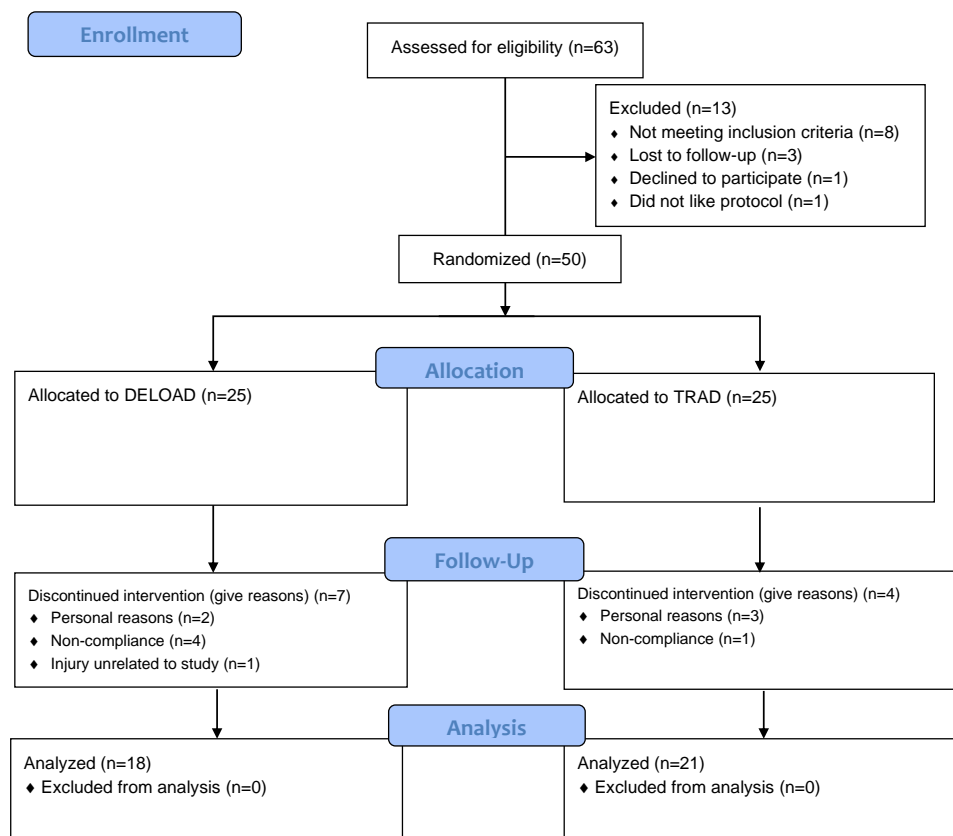 Enrollment
Assessed for eligibility (n=63)
Excluded (n=13)
♦ Not meeting inclusion criteria (n=8)
♦ Lost to follow-up (n=3)
♦ Declined to participate (n=1)
♦ Did not like protocol (n=1)
Randomized (n=50)
Allocation
Allocated to DELOAD (n=25)
Allocated to TRAD (n=25)
Follow-Up
Discontinued intervention (give reasons) (n=7)
♦ Personal reasons (n=2)
♦ Non-compliance (n=4)
♦ Injury unrelated to study (n=1)
Discontinued intervention (give reasons) (n=4)
♦ Personal reasons (n=3)
♦ Non-compliance (n=1)
Analysis
Analyzed (n=18)
♦ Excluded from analysis (n=0)
Analyzed (n=21)
♦ Excluded from analysis (n=0)